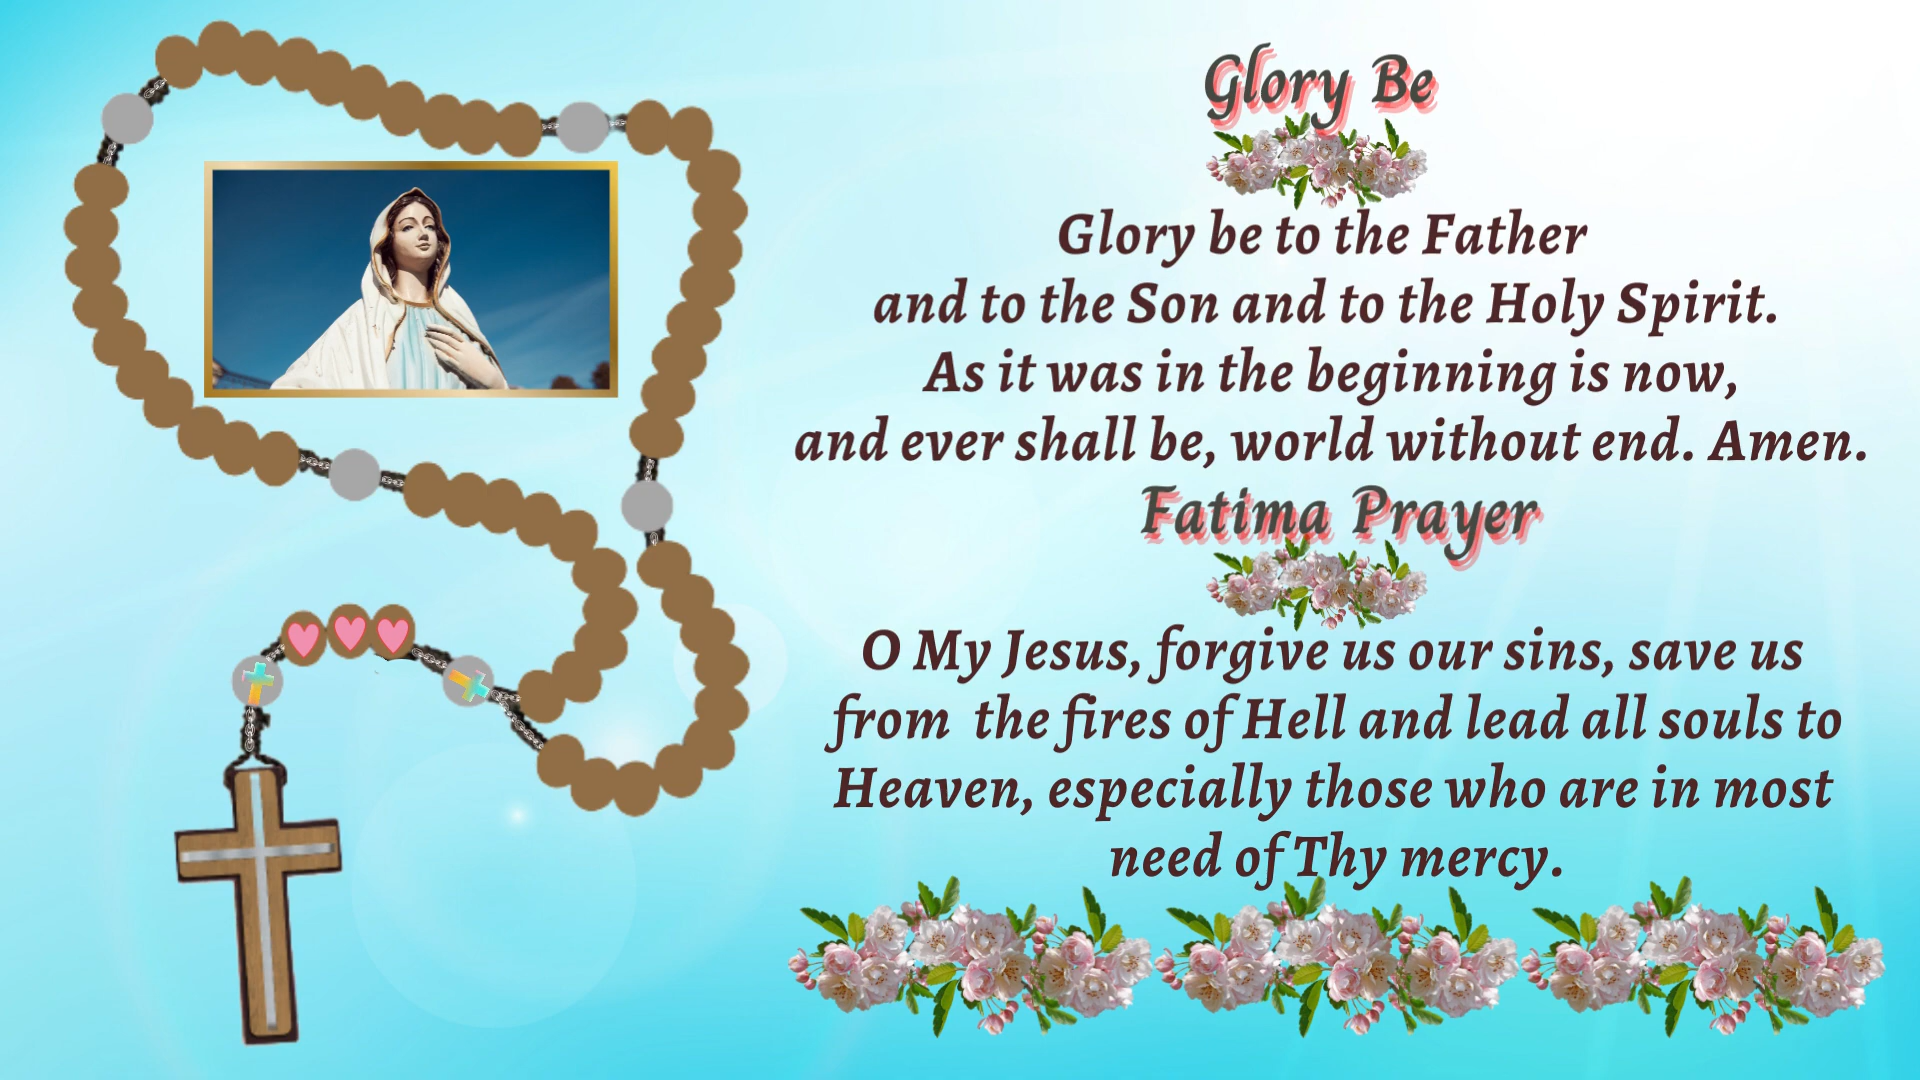 Glory Be
Glory be to the Father
and to the Son and to the Holy Spirit.
As it was in the beginning is now,
and ever shall be, world without end. Amen.
Fatima Prayer
O My Jesus, forgive us our sins, save us
from the fires of Hell and lead all souls to
Heaven, especially those who are in most
need of Thy mercy.